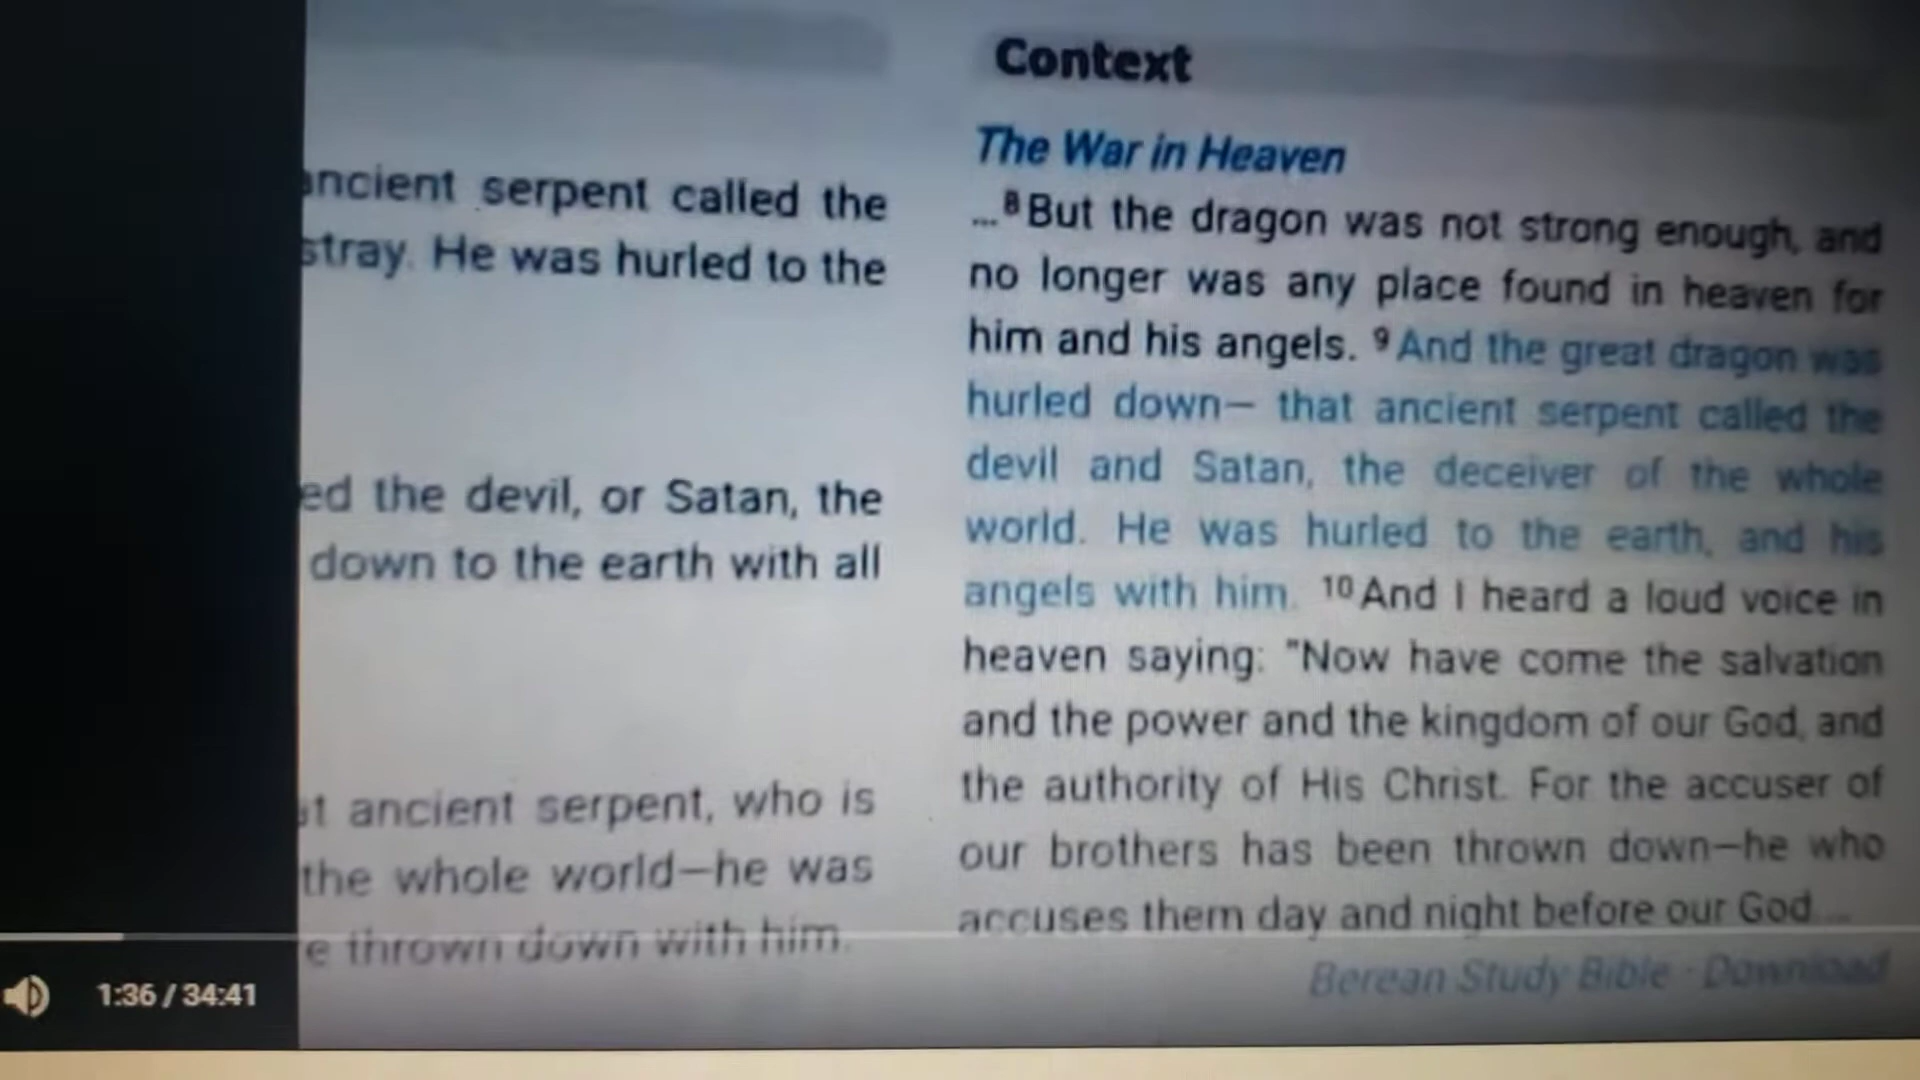 ancient serpent called the
stray. He was hurled to the
ed the devil, or Satan, the
down to the earth with all
t ancient serpent, who is
the whole world—he was
e thrown down with him.
Context
The War in Heaven
...8 But the dragon was not strong enough, and
no longer was any place found in heaven for
him and his angels. 9 And the great dragon was
hurled down— that ancient serpent called the
devil and Satan, the deceiver of the whole
world. He was hurled to the earth, and his
angels with him. 10 And I heard a loud voice in
heaven saying: "Now have come the salvation
and the power and the kingdom of our God, and
the authority of His Christ. For the accuser of
our brothers has been thrown down—he who
accuses them day and night before our God...
Berean Study Bible · Download
1:36 / 34:41